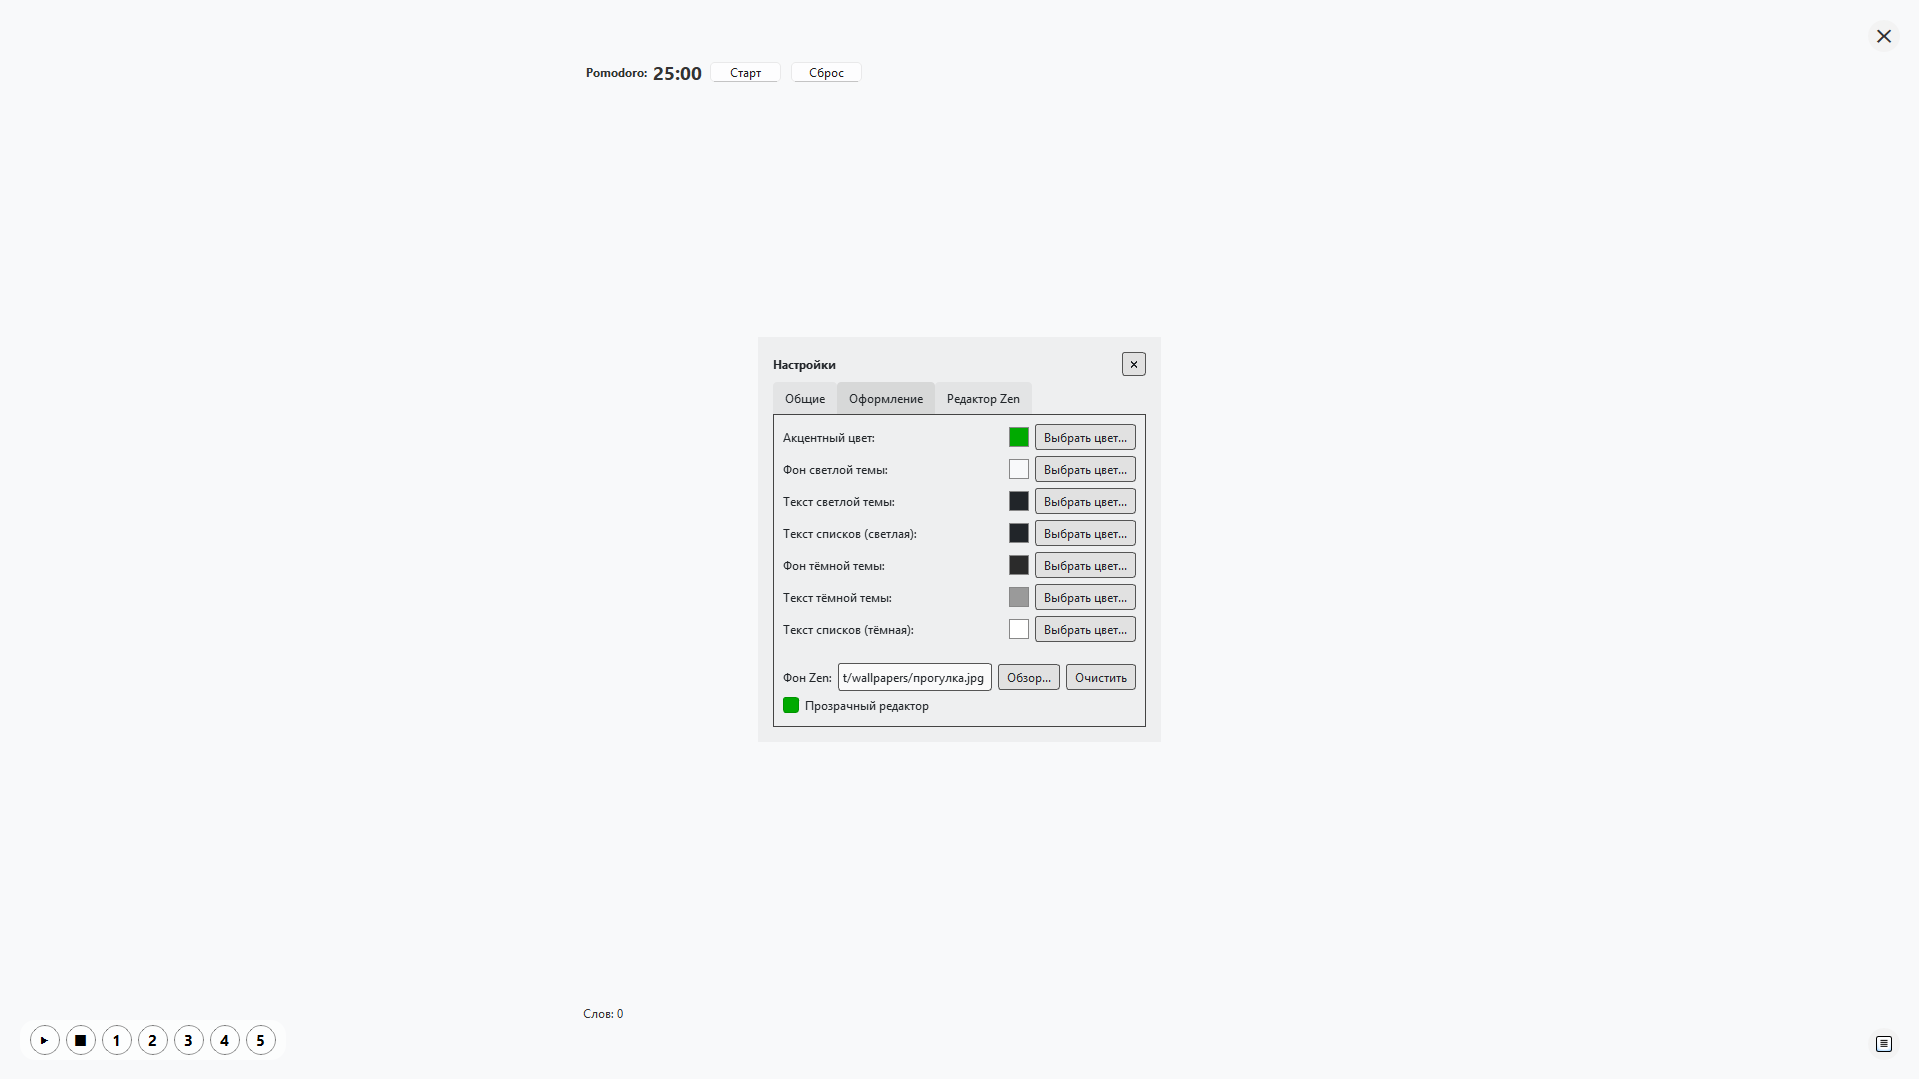 Pomodoro: 25:00 Старт Сброс
Настройки
Общие Оформление Редактор Zen
Акцентный цвет: Выбрать цвет...
Фон светлой темы: Выбрать цвет...
Текст светлой темы: Выбрать цвет...
Текст списков (светлая): Выбрать цвет...
Фон тёмной темы: Выбрать цвет...
Текст тёмной темы: Выбрать цвет...
Текст списков (тёмная): Выбрать цвет...
Фон Zen: t/wallpapers/прогулка.jpg Обзор... Очистить
Прозрачный редактор
Слов: 0
1 2 3 4 5